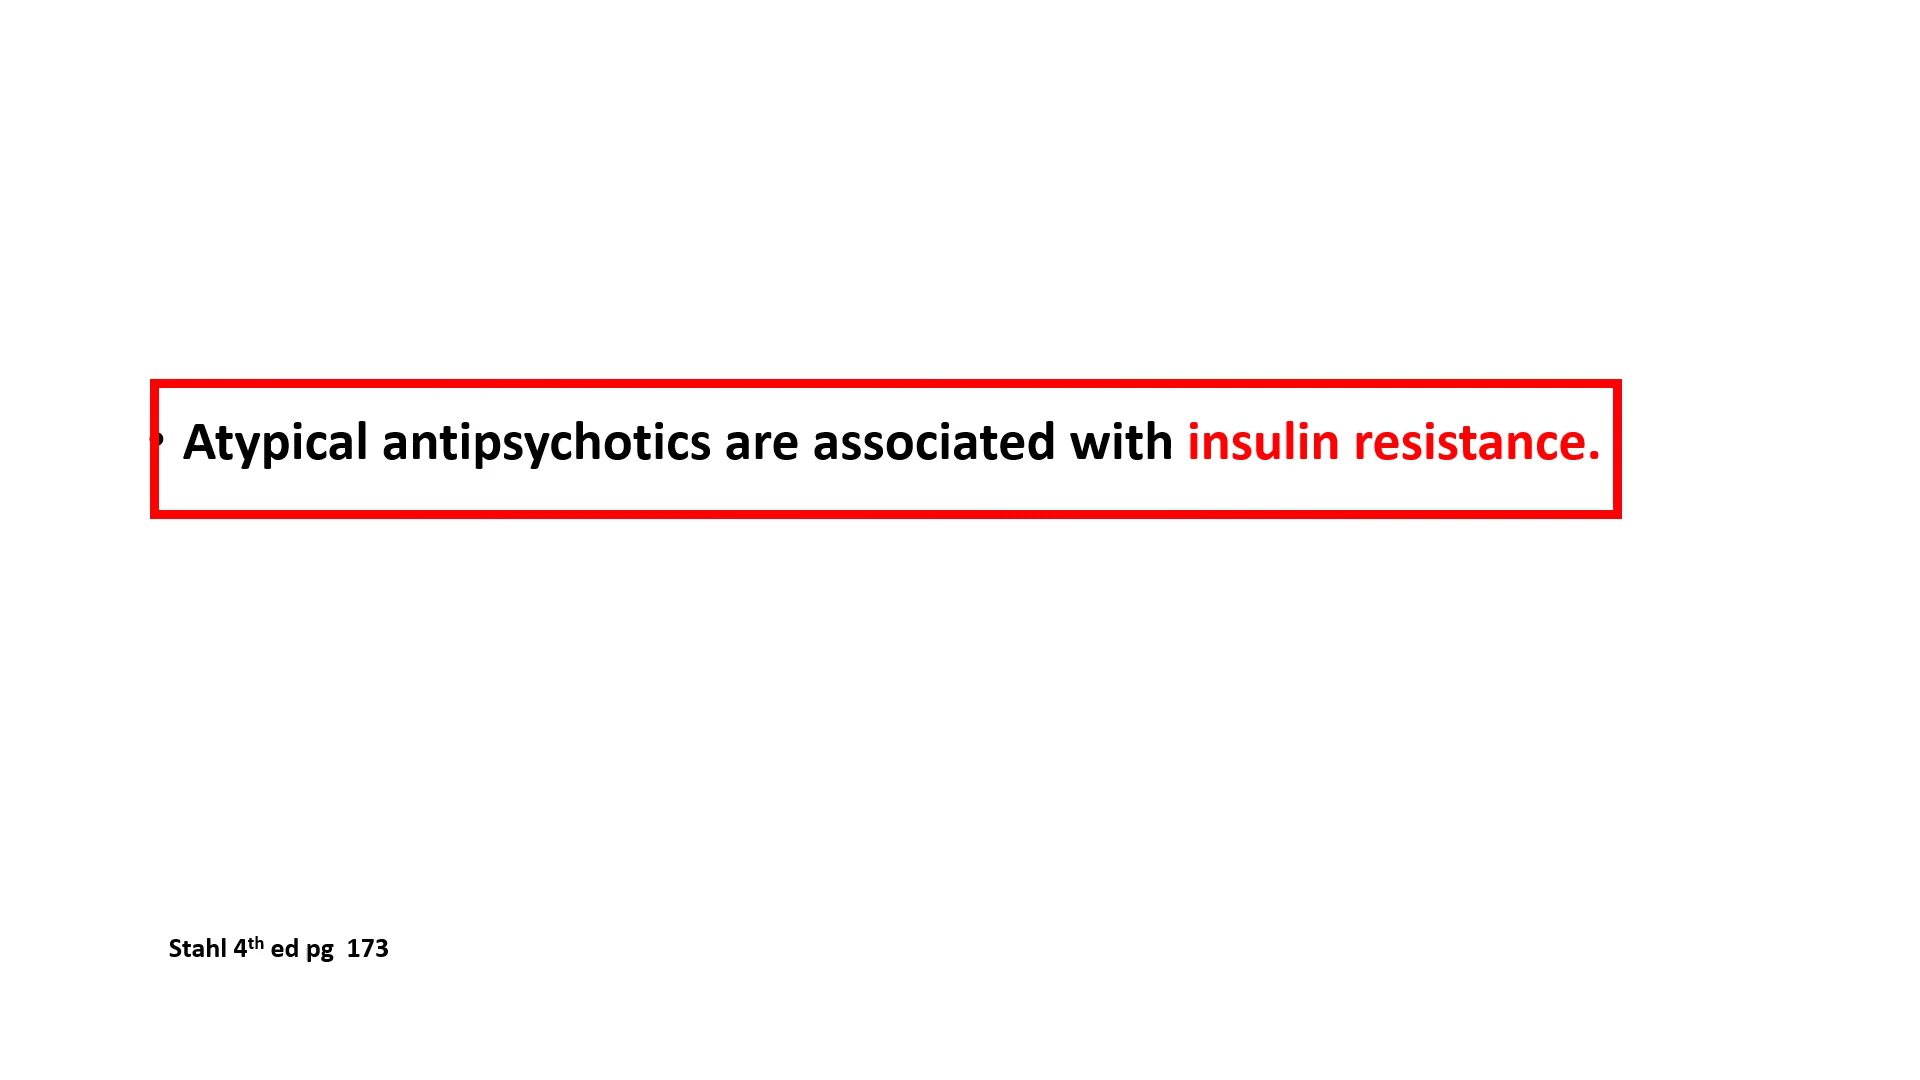 • Atypical antipsychotics are associated with insulin resistance.
Stahl 4th ed pg 173